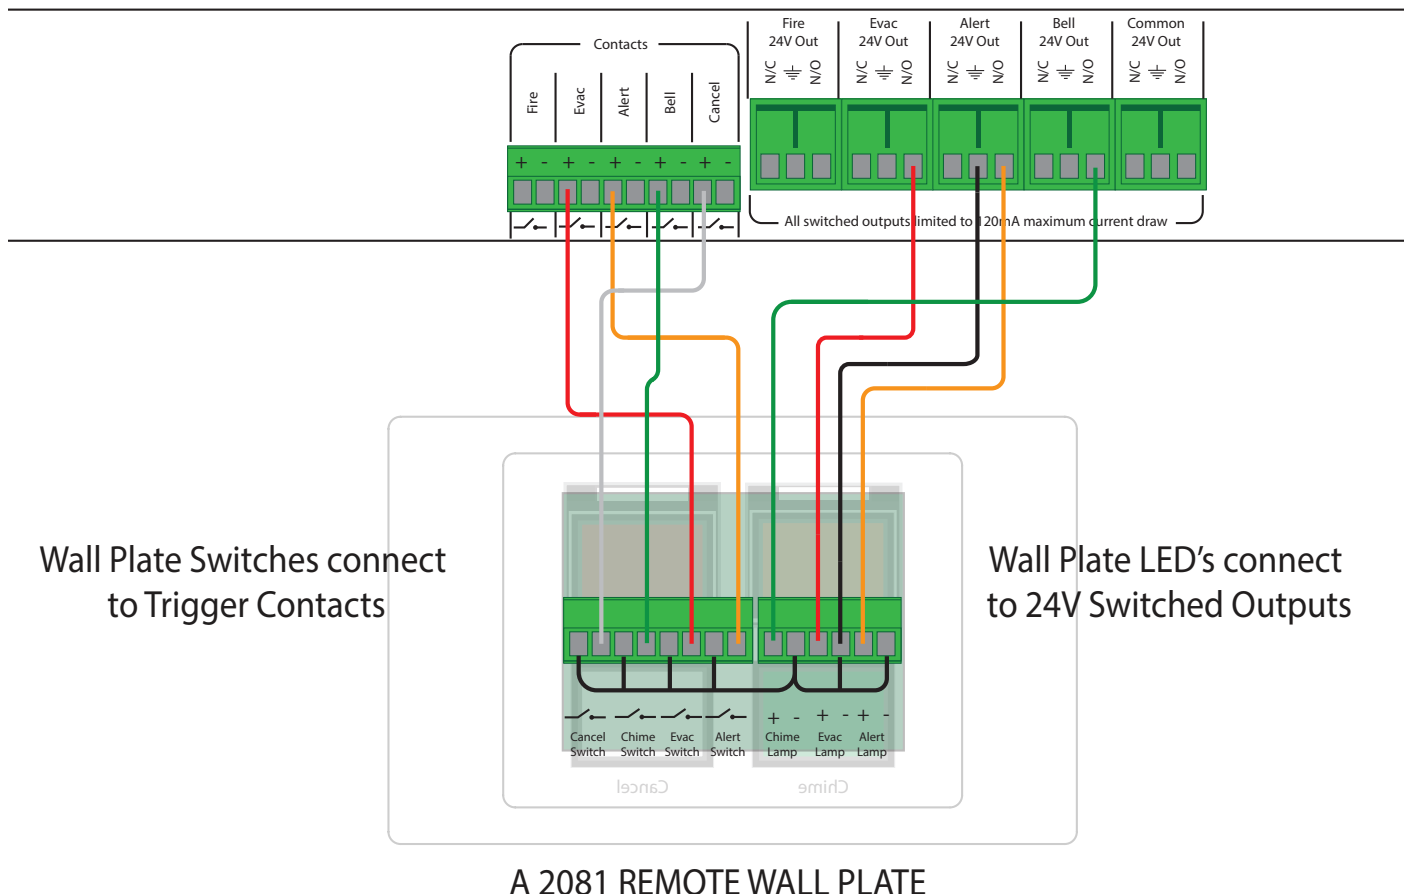 Contacts
Fire
Evac
Alert
Bell
Cancel
+ - + - + - + - + -
Fire
24V Out
Evac
24V Out
Alert
24V Out
Bell
24V Out
Common
24V Out
N/C N/O N/C N/O N/C N/O N/C N/O N/C N/O
All switched outputs limited to 120mA maximum current draw
Wall Plate Switches connect
to Trigger Contacts
Wall Plate LED's connect
to 24V Switched Outputs
+ - + - + -
Cancel
Switch
Chime
Switch
Evac
Switch
Alert
Switch
Chime
Lamp
Evac
Lamp
Alert
Lamp
Cancel
Chime
A 2081 REMOTE WALL PLATE